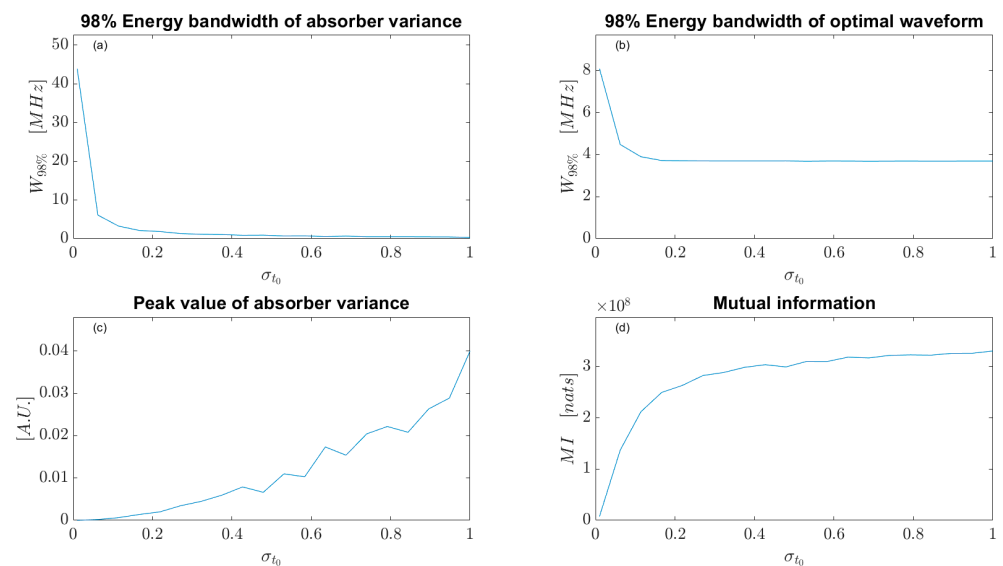 98% Energy bandwidth of absorber variance
(a)
50
40
30
20
10
0
W98% [MHz]
0 0.2 0.4 0.6 0.8 1
σt0
98% Energy bandwidth of optimal waveform
(b)
8
6
4
2
0
W98% [MHz]
0 0.2 0.4 0.6 0.8 1
σt0
Peak value of absorber variance
(c)
0.04
0.03
0.02
0.01
0
[A.U.]
0 0.2 0.4 0.6 0.8 1
σt0
Mutual information
×10^8
(d)
3
2
1
0
MI [nats]
0 0.2 0.4 0.6 0.8 1
σt0